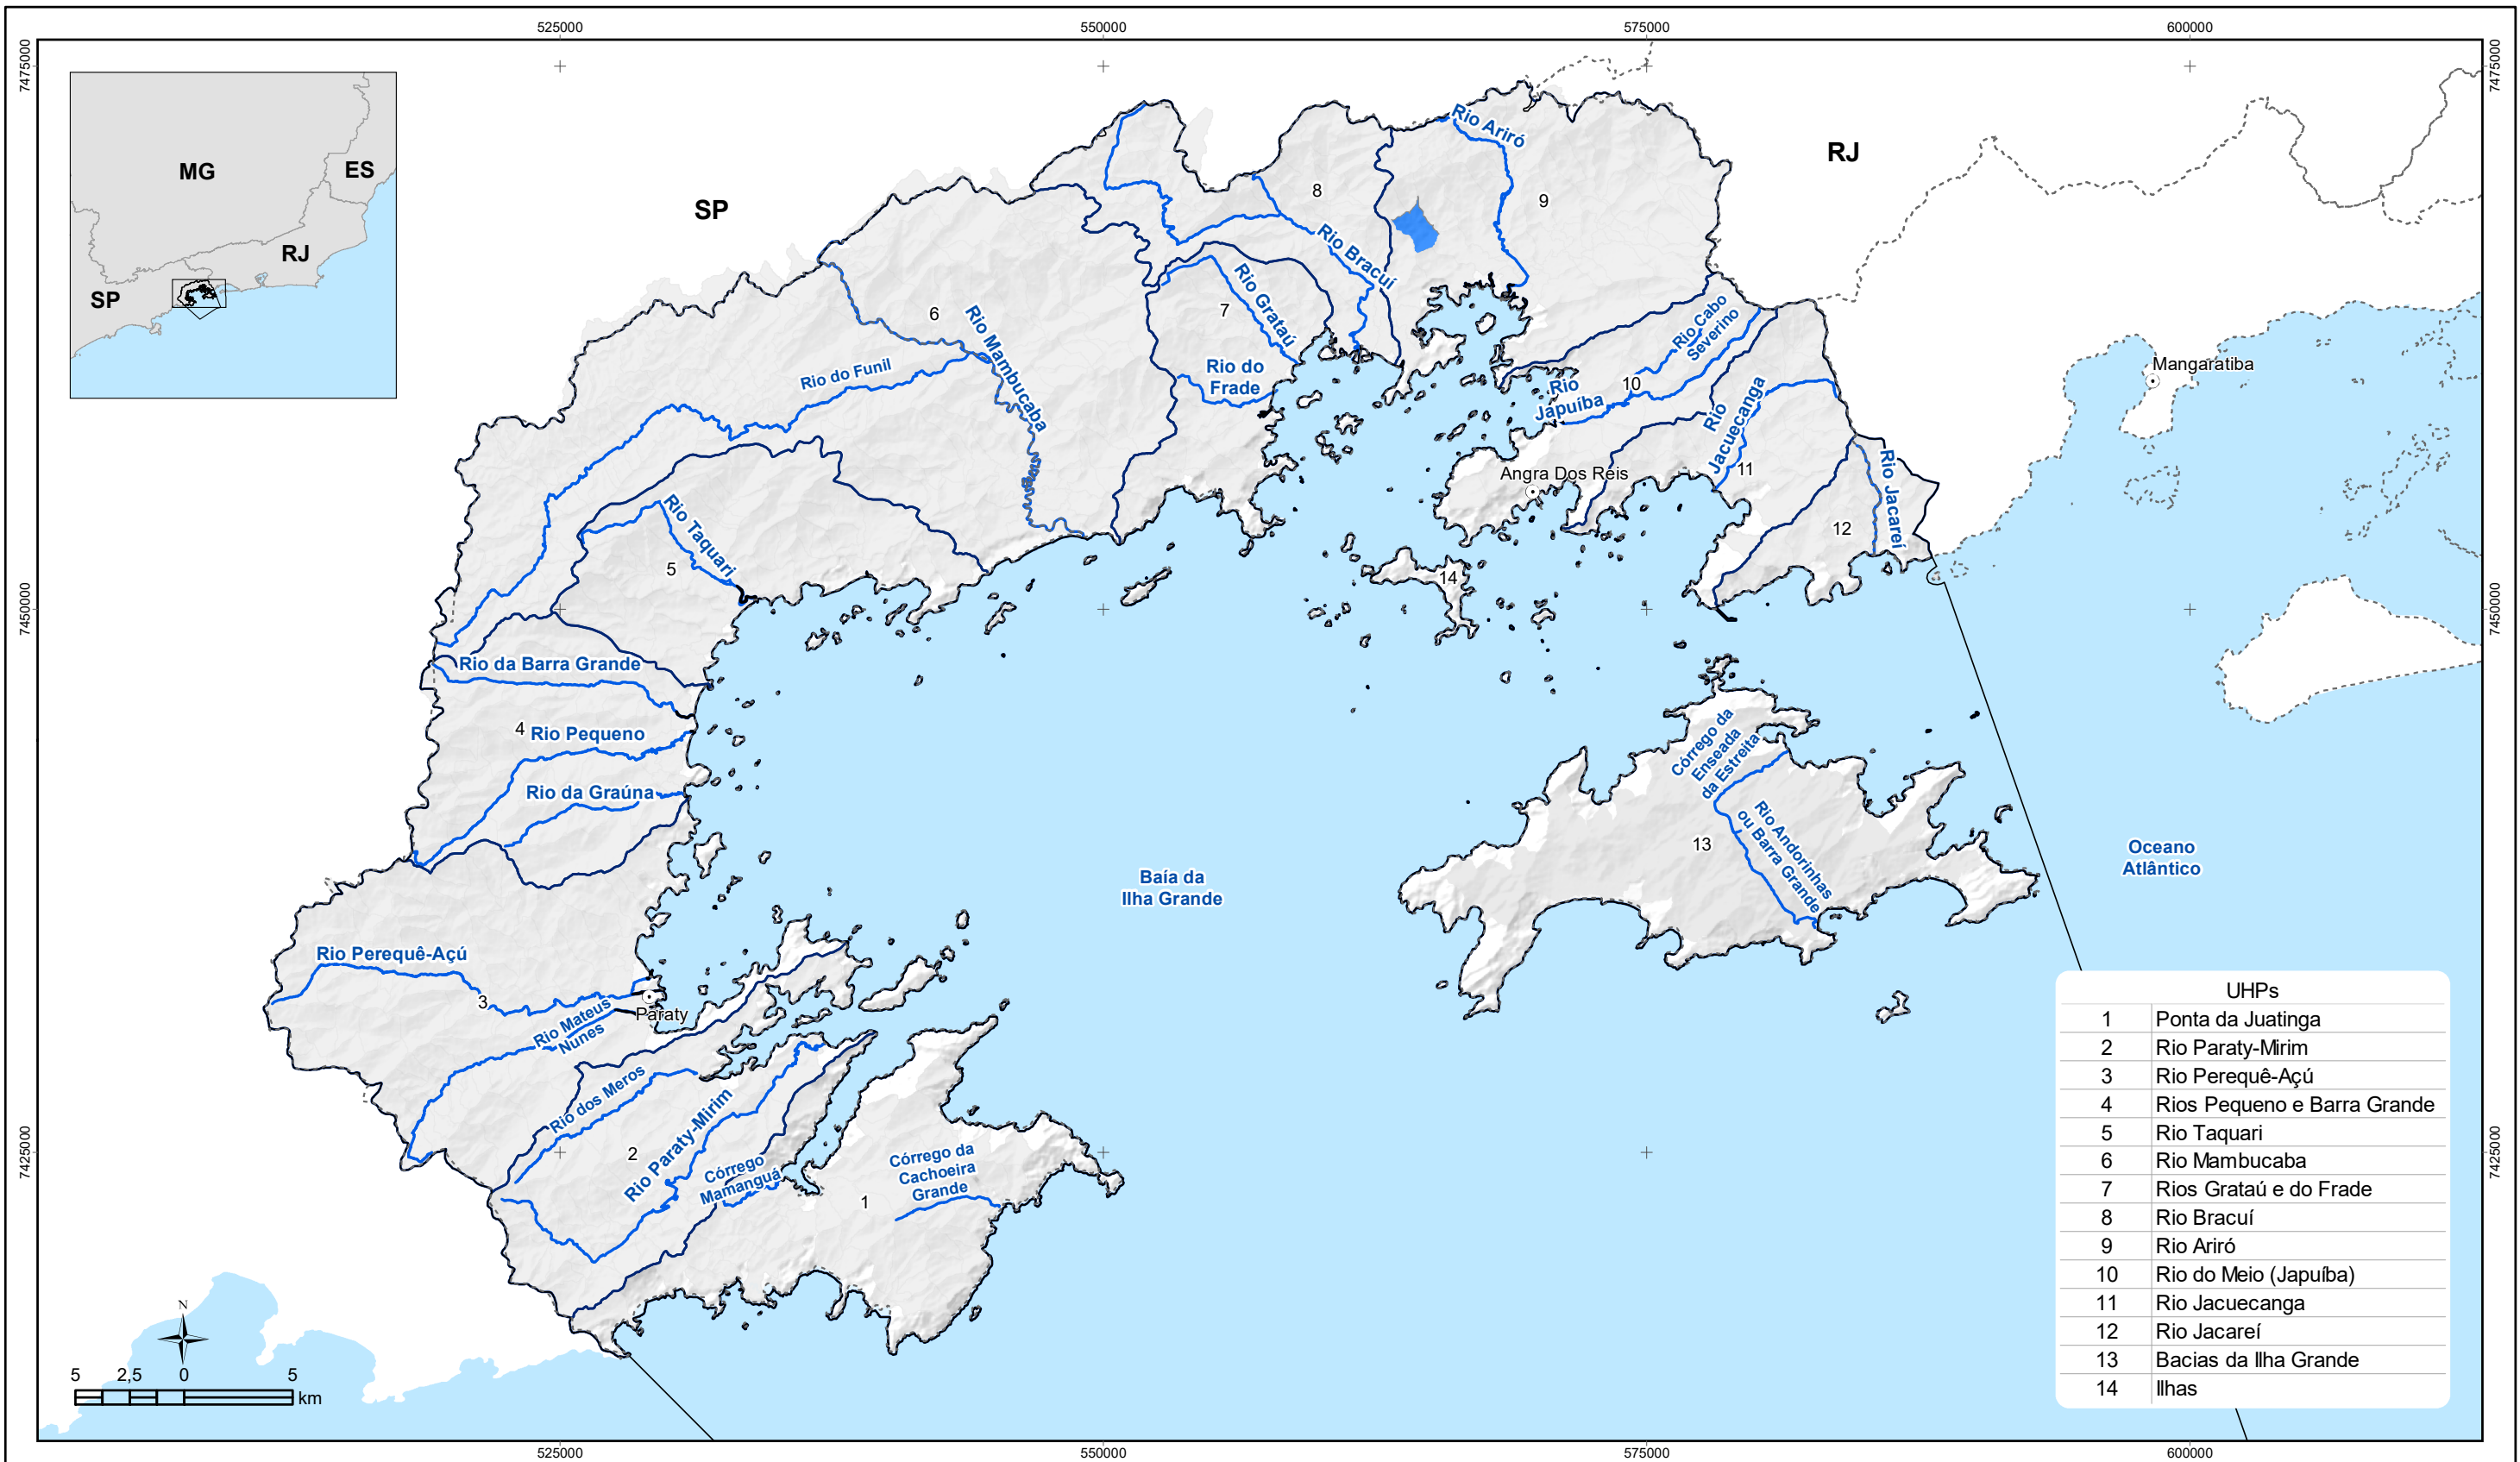 525000
550000
575000
600000
7475000
7475000
MG
ES
RJ
SP
SP
RJ
Rio Ariró
8
9
Rio Bracuí
6
7
Rio Grataú
Rio Mambucaba
Rio Cabo
Severino
Rio do Funil
Rio do
Frade
Rio
Japuíba
10
Mangaratiba
Rio
Jacuecanga
11
Angra Dos Reis
Rio Jacareí
12
Rio Taquari
5
14
7450000
7450000
Rio da Barra Grande
4
Rio Pequeno
Rio da Graúna
Córrego da
Enseada
da Estreita
Rio Andorinhas
ou Barra Grande
13
Baía da
Ilha Grande
Oceano
Atlântico
Rio Perequê-Açú
3
Rio Mateus
Nunes
Paraty
Rio dos Meros
2
Rio Paraty-Mirim
Córrego
Mamanguá
Córrego da
Cachoeira
Grande
1
7425000
7425000
UHPs
1 Ponta da Juatinga
2 Rio Paraty-Mirim
3 Rio Perequê-Açú
4 Rios Pequeno e Barra Grande
5 Rio Taquari
6 Rio Mambucaba
7 Rios Grataú e do Frade
8 Rio Bracuí
9 Rio Ariró
10 Rio do Meio (Japuíba)
11 Rio Jacuecanga
12 Rio Jacareí
13 Bacias da Ilha Grande
14 Ilhas
N
5 2,5 0 5
km
525000
550000
575000
600000